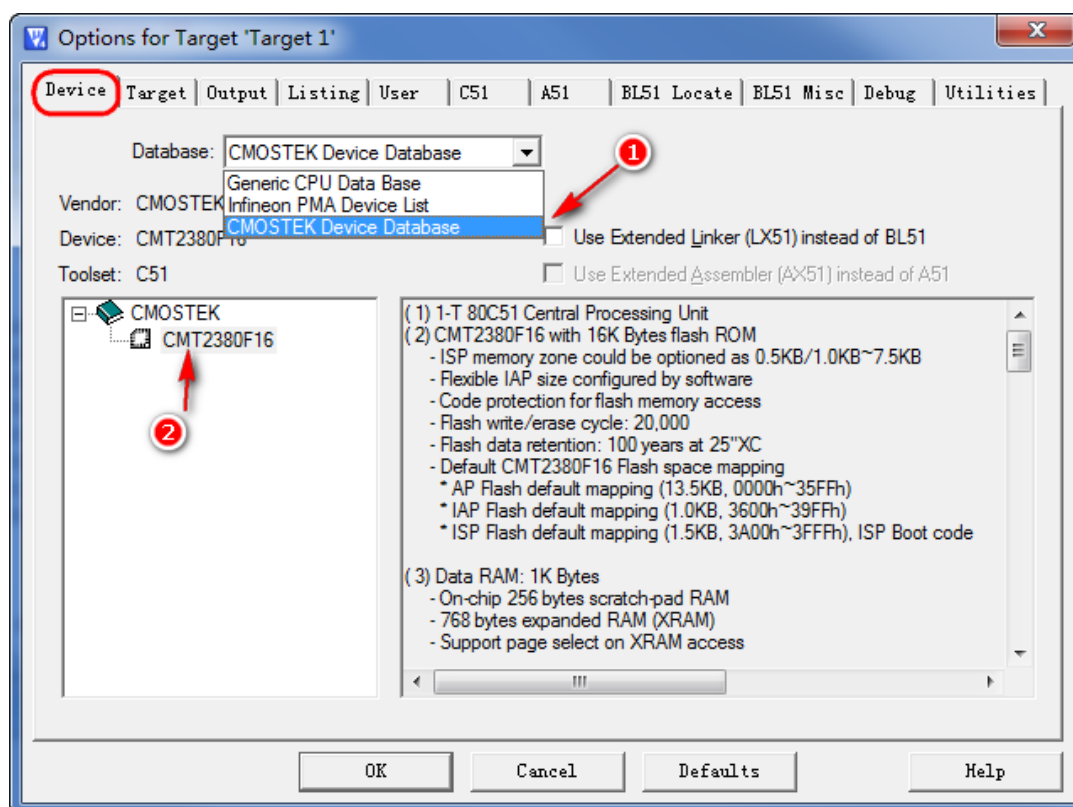 Options for Target 'Target 1'
Device Target Output Listing User C51 A51 BL51 Locate BL51 Misc Debug Utilities
Database: CMOSTEK Device Database
1
Generic CPU Data Base
Vendor: CMOSTEK Infineon PMA Device List
CMOSTEK Device Database
Device: CMT2380F16 Use Extended Linker (LX51) instead of BL51
Toolset: C51 Use Extended Assembler (AX51) instead of A51
CMOSTEK
CMT2380F16
2
( 1) 1-T 80C51 Central Processing Unit
( 2) CMT2380F16 with 16K Bytes flash ROM
- ISP memory zone could be optioned as 0.5KB/1.0KB~7.5KB
- Flexible IAP size configured by software
- Code protection for flash memory access
- Flash write/erase cycle: 20,000
- Flash data retention: 100 years at 25"XC
- Default CMT2380F16 Flash space mapping
* AP Flash default mapping (13.5KB, 0000h~35FFh)
* IAP Flash default mapping (1.0KB, 3600h~39FFh)
* ISP Flash default mapping (1.5KB, 3A00h~3FFFh), ISP Boot code
( 3) Data RAM: 1K Bytes
- On-chip 256 bytes scratch-pad RAM
- 768 bytes expanded RAM (XRAM)
- Support page select on XRAM access
OK Cancel Defaults Help